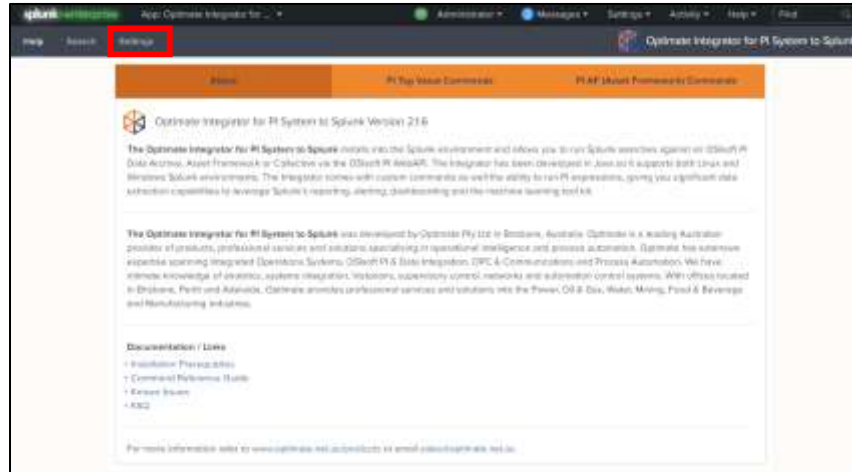 splunk>enterprise App: Optimate Integrator for ... Administrator Messages Settings Activity Help Find
Help Search Settings Optimate Integrator for PI System to Splunk
About PI Tag Value Commands PI AF (Asset Framework) Commands
Optimate Integrator for PI System to Splunk Version 2.1.6
The Optimate Integrator for PI System to Splunk installs into the Splunk environment and allows you to run Splunk searches against an OSIsoft PI
Data Archive, Asset Framework or Collective via the OSIsoft PI WebAPI. The Integrator has been developed in Java so it supports both Linux and
Windows Splunk environments. The Integrator comes with custom commands as well the ability to run PI expressions, giving you significant data
extraction capabilities to leverage Splunk's reporting, alerting, dashboarding and the machine learning tool kit.
The Optimate Integrator for PI System to Splunk was developed by Optimate Pty Ltd in Brisbane, Australia. Optimate is a leading Australian
provider of products, professional services and solutions specialising in operational intelligence and process automation. Optimate has extensive
expertise spanning Integrated Operations Systems, OSIsoft PI & Data Integration, OPC & Communications and Process Automation. We have
intimate knowledge of analytics, systems integration, historians, supervisory control, networks and automation control systems. With offices located
in Brisbane, Perth and Adelaide, Optimate provides professional services and solutions into the Power, Oil & Gas, Water, Mining, Food & Beverage
and Manufacturing industries.
Documentation / Links
• Installation Prerequisites
• Command Reference Guide
• Known Issues
• FAQ
For more information refer to www.optimate.net.au/products or email sales@optimate.net.au